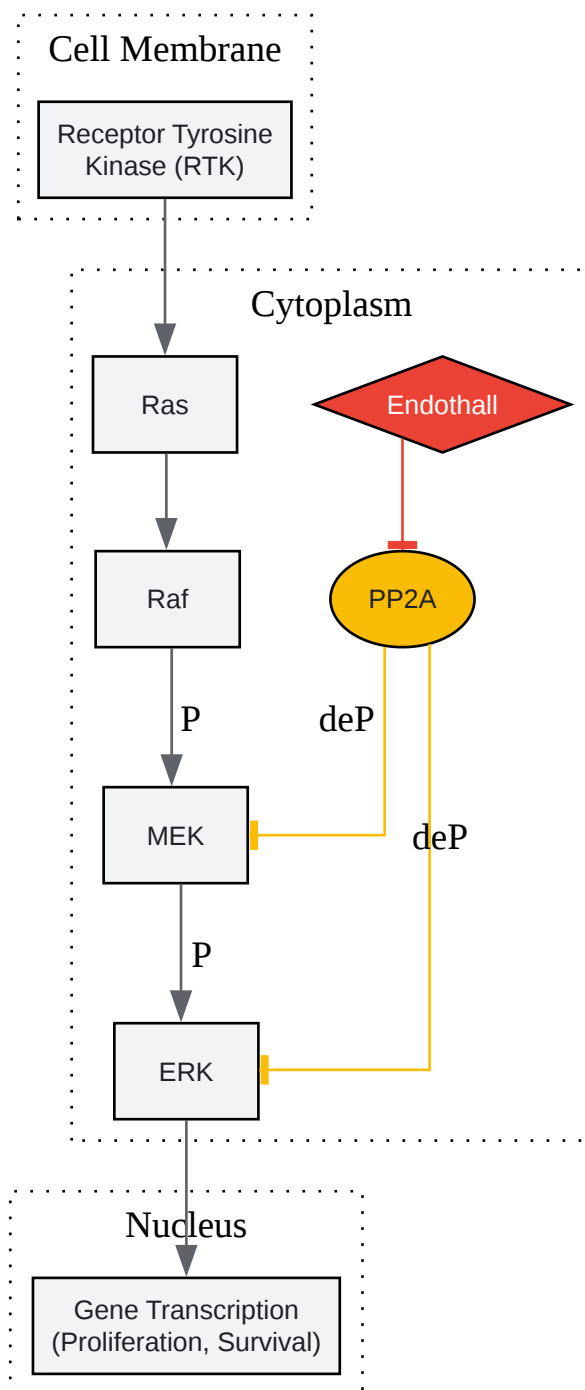 Cell Membrane
Receptor Tyrosine
Kinase (RTK)
Cytoplasm
Ras
Endothall
Raf
PP2A
P
deP
MEK
deP
P
ERK
Nucleus
Gene Transcription
(Proliferation, Survival)